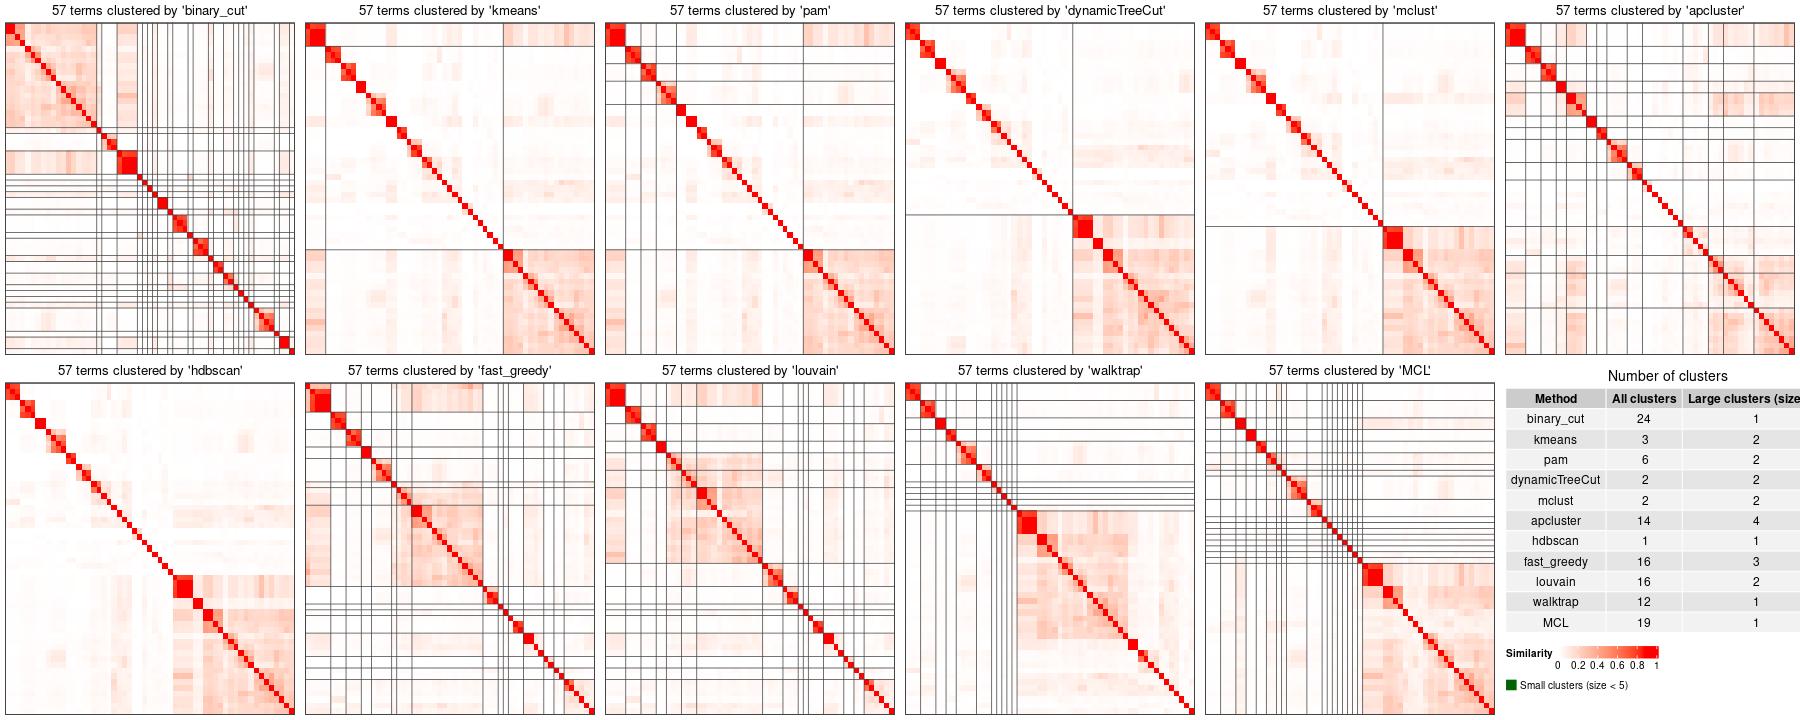 57 terms clustered by 'binary_cut'
57 terms clustered by 'kmeans'
57 terms clustered by 'pam'
57 terms clustered by 'dynamicTreeCut'
57 terms clustered by 'mclust'
57 terms clustered by 'apcluster'
57 terms clustered by 'hdbscan'
57 terms clustered by 'fast_greedy'
57 terms clustered by 'louvain'
57 terms clustered by 'walktrap'
57 terms clustered by 'MCL'
Number of clusters
Method All clusters Large clusters (size
binary_cut 24 1
kmeans 3 2
pam 6 2
dynamicTreeCut 2 2
mclust 2 2
apcluster 14 4
hdbscan 1 1
fast_greedy 16 3
louvain 16 2
walktrap 12 1
MCL 19 1
Similarity
0 0.2 0.4 0.6 0.8 1
Small clusters (size < 5)